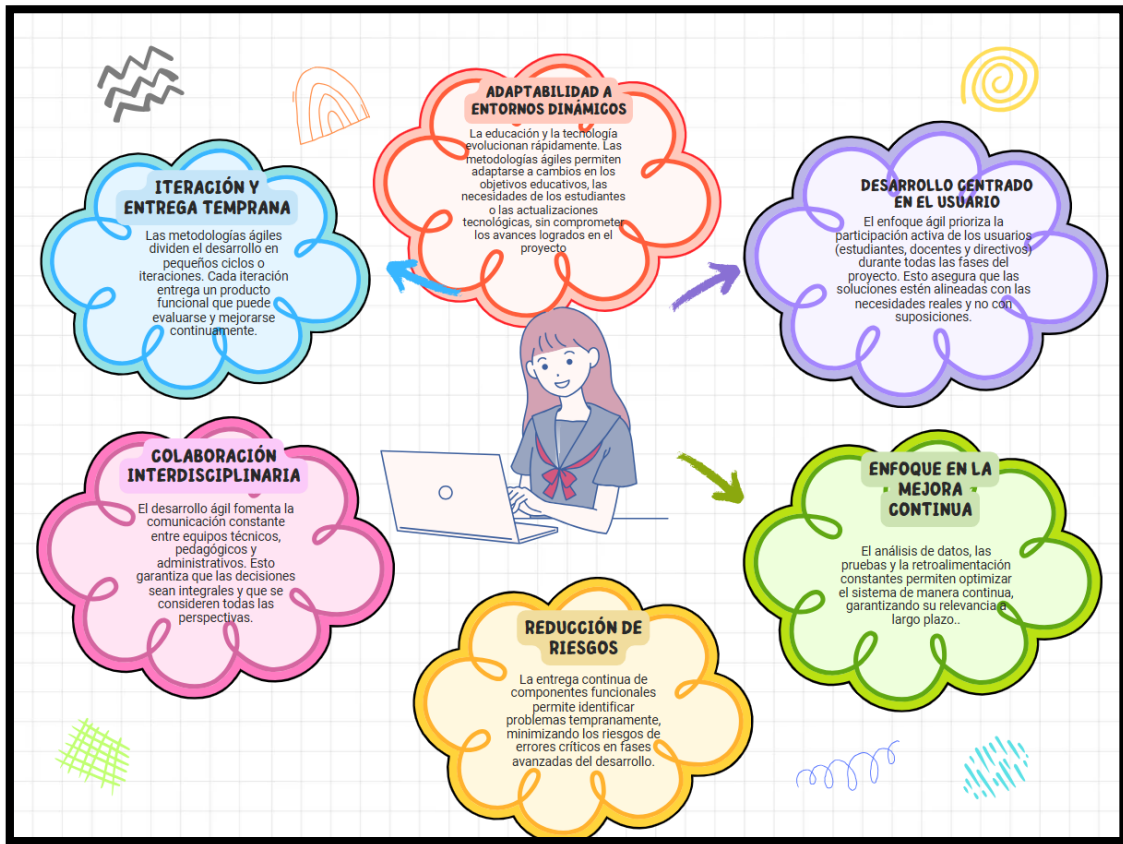 ADAPTABILIDAD A
ENTORNOS DINÁMICOS
La educación y la tecnología
evolucionan rápidamente. Las
metodologías ágiles permiten
adaptarse a cambios en los
objetivos educativos, las
necesidades de los estudiantes
o las actualizaciones
tecnológicas, sin comprometer
los avances logrados en el
proyecto
ITERACIÓN Y
ENTREGA TEMPRANA
Las metodologías ágiles
dividen el desarrollo en
pequeños ciclos o
iteraciones. Cada iteración
entrega un producto
funcional que puede
evaluarse y mejorarse
continuamente.
DESARROLLO CENTRADO
EN EL USUARIO
El enfoque ágil prioriza la
participación activa de los usuarios
(estudiantes, docentes y directivos)
durante todas las fases del
proyecto. Esto asegura que las
soluciones estén alineadas con las
necesidades reales y no con
suposiciones.
COLABORACIÓN
INTERDISCIPLINARIA
El desarrollo ágil fomenta la
comunicación constante
entre equipos técnicos,
pedagógicos y
administrativos. Esto
garantiza que las decisiones
sean integrales y que se
consideren todas las
perspectivas.
ENFOQUE EN LA
MEJORA
CONTINUA
El análisis de datos, las
pruebas y la retroalimentación
constantes permiten optimizar
el sistema de manera continua,
garantizando su relevancia a
largo plazo..
REDUCCIÓN DE
RIESGOS
La entrega continua de
componentes funcionales
permite identificar
problemas tempranamente,
minimizando los riesgos de
errores críticos en fases
avanzadas del desarrollo.